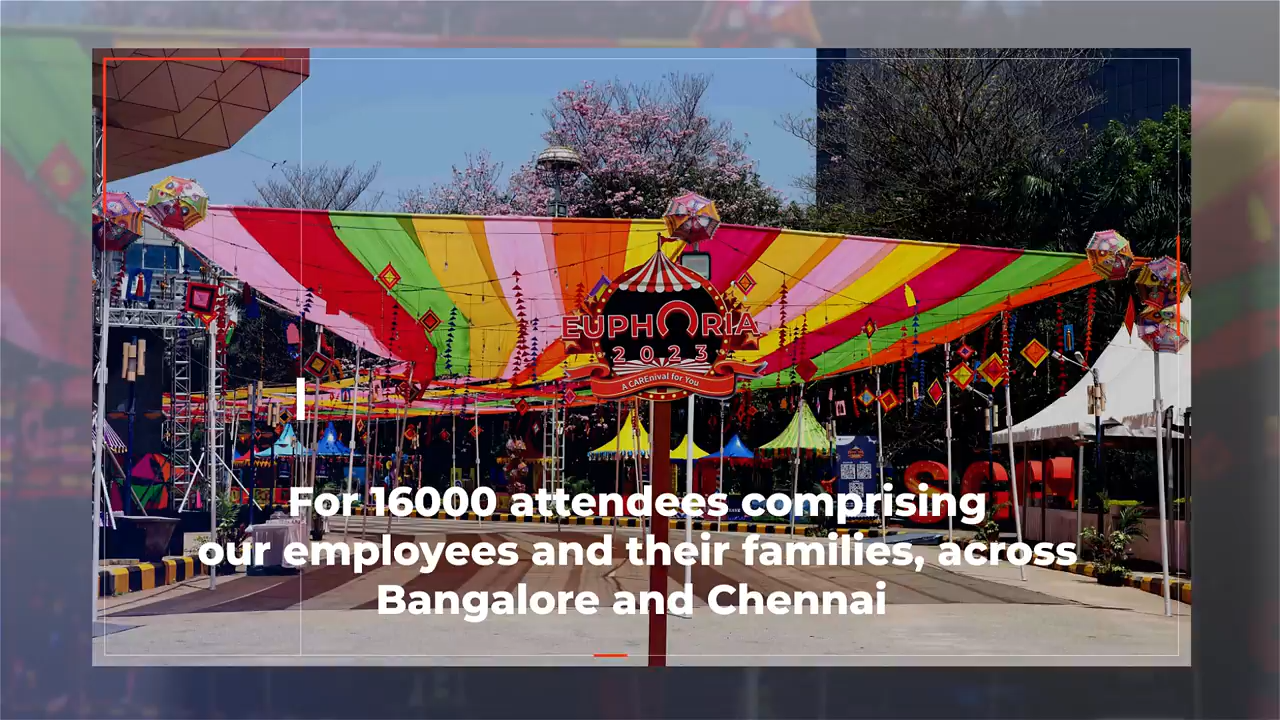 EUPHORIA
2023
A CAREnival for You
For 16000 attendees comprising
our employees and their families, across
Bangalore and Chennai